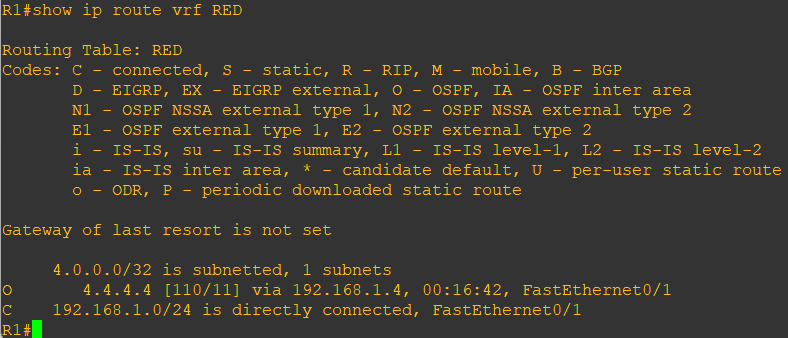 R1#show ip route vrf RED
Routing Table: RED
Codes: C - connected, S - static, R - RIP, M - mobile, B - BGP
D - EIGRP, EX - EIGRP external, O - OSPF, IA - OSPF inter area
N1 - OSPF NSSA external type 1, N2 - OSPF NSSA external type 2
E1 - OSPF external type 1, E2 - OSPF external type 2
i - IS-IS, su - IS-IS summary, L1 - IS-IS level-1, L2 - IS-IS level-2
ia - IS-IS inter area, * - candidate default, U - per-user static route
o - ODR, P - periodic downloaded static route
Gateway of last resort is not set
4.0.0.0/32 is subnetted, 1 subnets
O 4.4.4.4 [110/11] via 192.168.1.4, 00:16:42, FastEthernet0/1
C 192.168.1.0/24 is directly connected, FastEthernet0/1
R1#